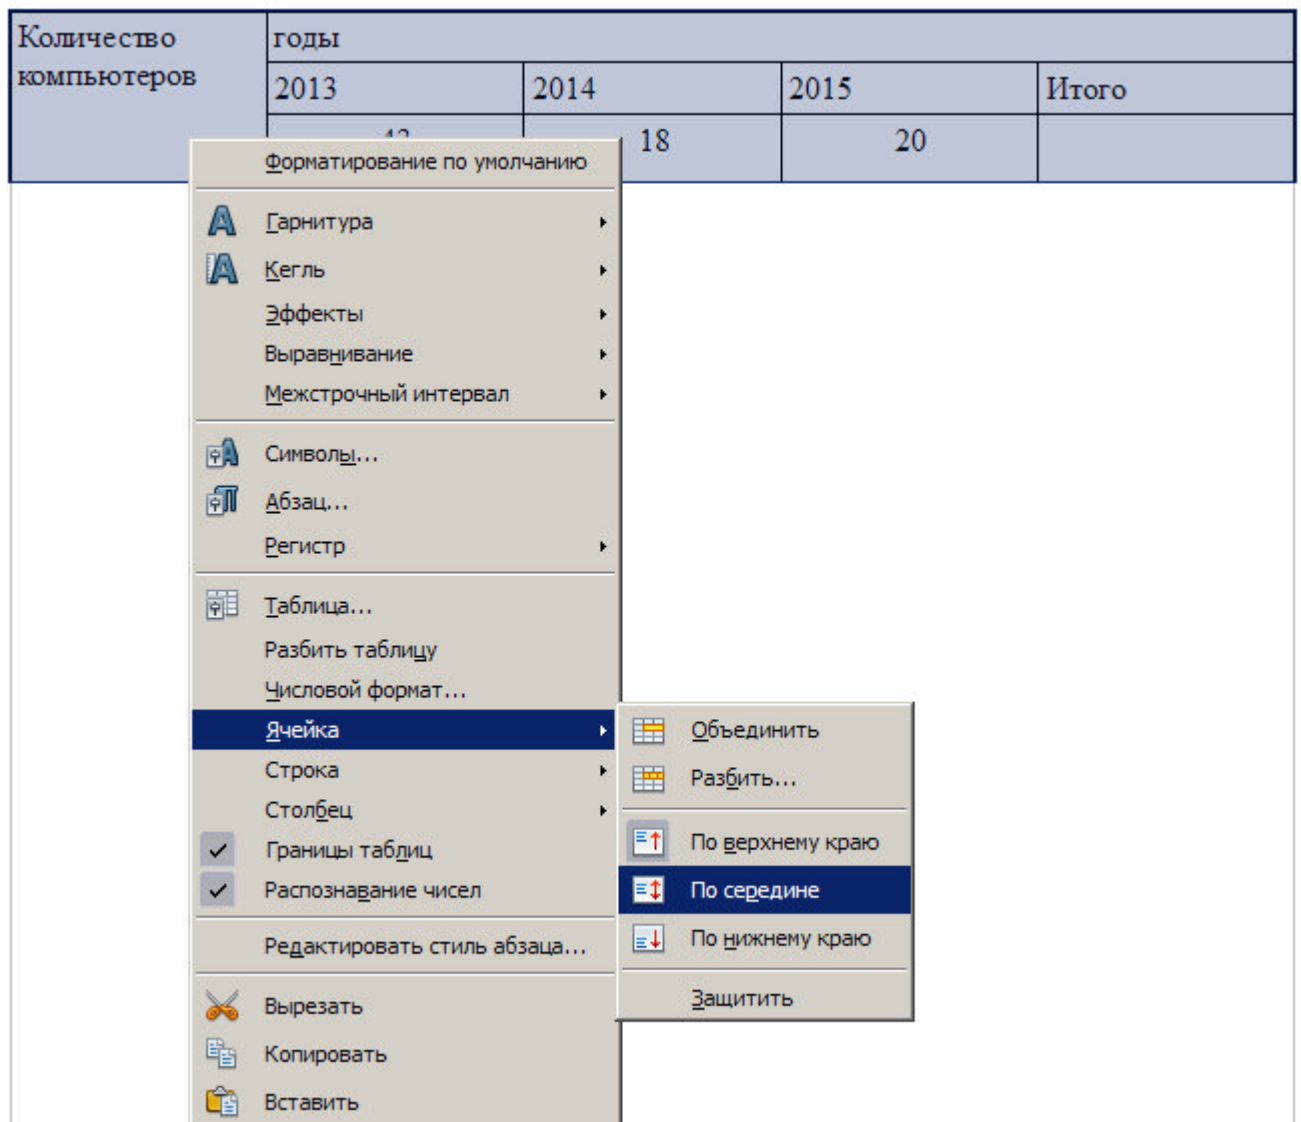 Количество годы
компьютеров 2013 2014 2015 Итого
18 20
Форматирование по умолчанию
Гарнитура
Кегль
Эффекты
Выравнивание
Межстрочный интервал
Символы...
Абзац...
Регистр
Таблица...
Разбить таблицу
Числовой формат...
Ячейка
Строка
Столбец
Границы таблиц
Распознавание чисел
Редактировать стиль абзаца...
Вырезать
Копировать
Вставить
Объединить
Разбить...
По верхнему краю
По середине
По нижнему краю
Защитить